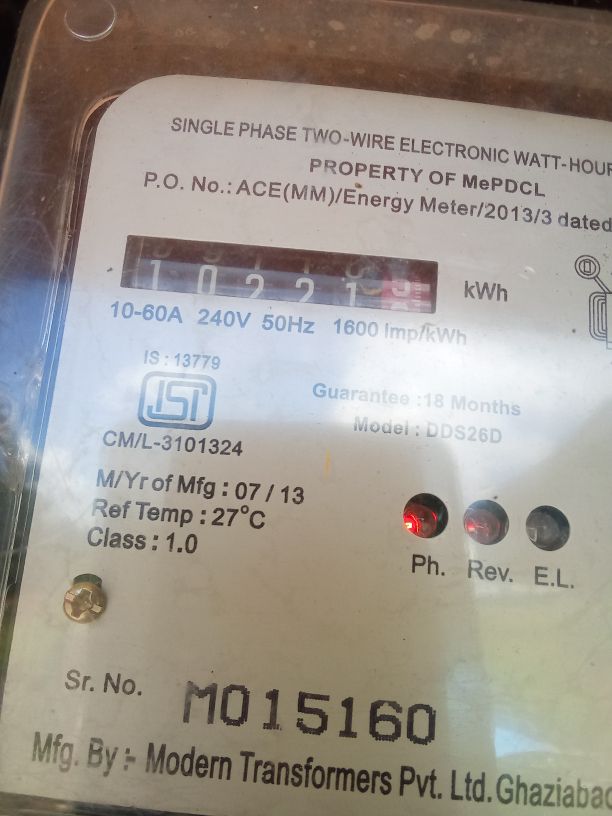 SINGLE PHASE TWO-WIRE ELECTRONIC WATT-HOUR
PROPERTY OF MePDCL
P.O. No.: ACE(MM)/Energy Meter/2013/3 dated
10221 kWh
10-60A 240V 50Hz 1600 Imp/kWh
IS : 13779
ISI
CM/L-3101324
Guarantee :18 Months
Model : DDS26D
M/Yr of Mfg : 07 / 13
Ref Temp : 27°C
Class : 1.0
Ph. Rev. E.L.
Sr. No. M015160
Mfg. By :- Modern Transformers Pvt. Ltd. Ghaziabad